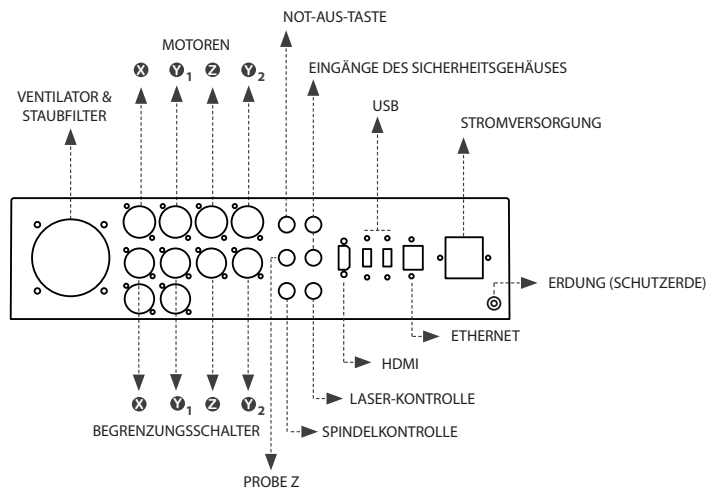 NOT-AUS-TASTE
MOTOREN
EINGÄNGE DES SICHERHEITSGEHÄUSES
X Y1 Z Y2
VENTILATOR &
STAUBFILTER
USB
STROMVERSORGUNG
ERDUNG (SCHUTZERDE)
ETHERNET
HDMI
LASER-KONTROLLE
X Y1 Z Y2
BEGRENZUNGSSCHALTER
SPINDELKONTROLLE
PROBE Z